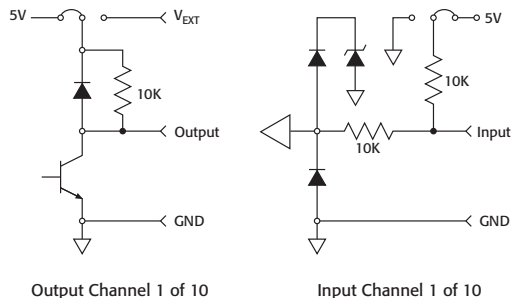 5V
V_EXT
10K
Output
GND
Output Channel 1 of 10
5V
10K
10K
Input
GND
Input Channel 1 of 10